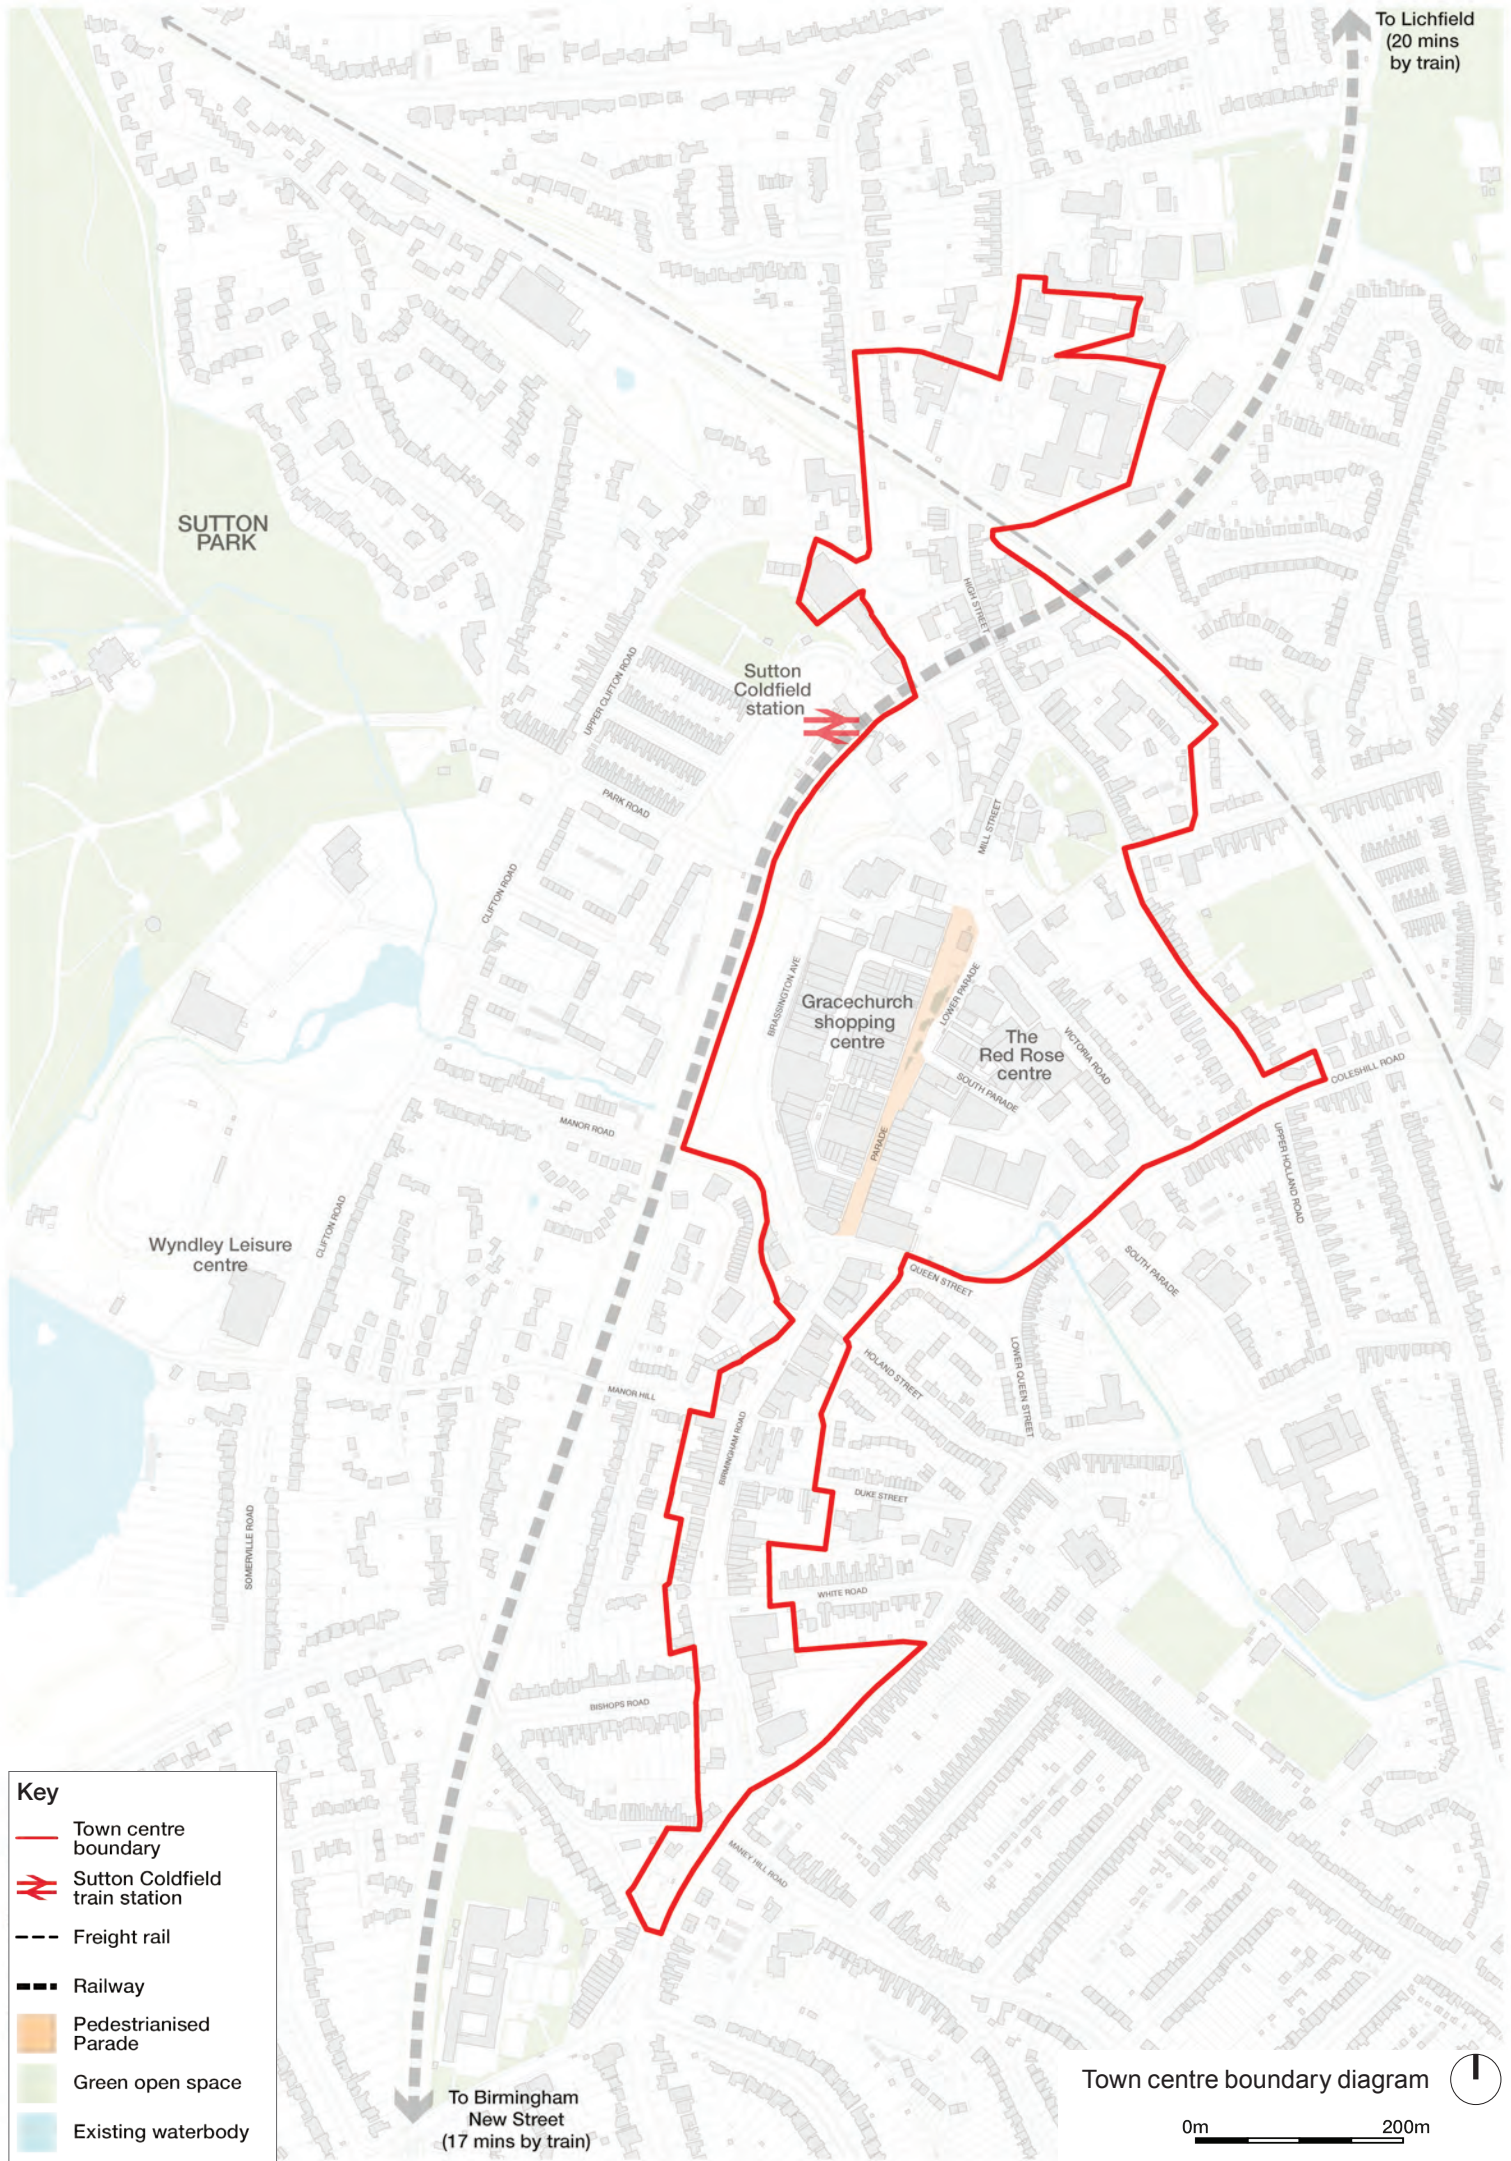 To Lichfield
(20 mins
by train)
SUTTON
PARK
HIGH STREET
UPPER CLIFTON ROAD
Sutton
Coldfield
station
PARK ROAD
MILL STREET
CLIFTON ROAD
BRASSINGTON AVE
LOWER PARADE
Gracechurch
shopping
centre
The
Red Rose
centre
VICTORIA ROAD
SOUTH PARADE
COLESHILL ROAD
MANOR ROAD
PARADE
UPPER HOLLAND ROAD
CLIFTON ROAD
Wyndley Leisure
centre
SOUTH PARADE
QUEEN STREET
HOLAND STREET
LOWER QUEEN STREET
MANOR HILL
BIRMINGHAM ROAD
DUKE STREET
SOMERVILLE ROAD
WHITE ROAD
BISHOPS ROAD
MANEY HILL ROAD
Key
Town centre
boundary
Sutton Coldfield
train station
Freight rail
Railway
Pedestrianised
Parade
Green open space
Existing waterbody
To Birmingham
New Street
(17 mins by train)
Town centre boundary diagram
0m 200m